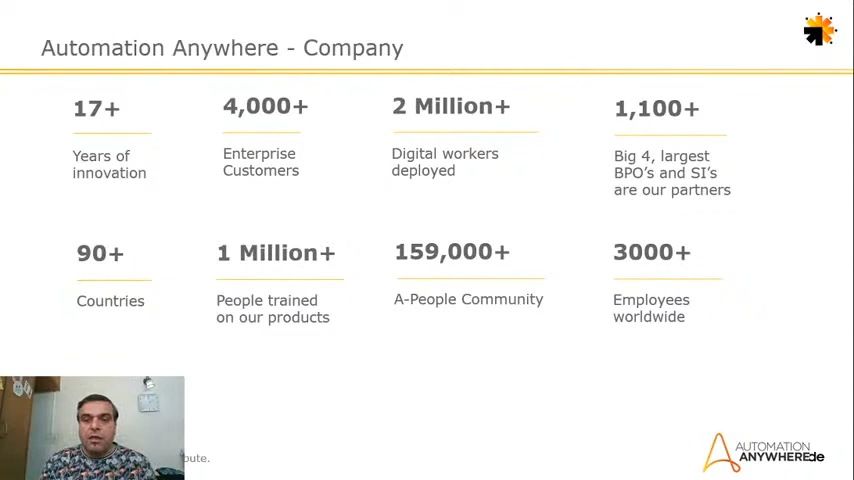 Automation Anywhere - Company
17+
4,000+
2 Million+
1,100+
Years of
innovation
Enterprise
Customers
Digital workers
deployed
Big 4, largest
BPO's and SI's
are our partners
90+
1 Million+
159,000+
3000+
Countries
People trained
on our products
A-People Community
Employees
worldwide
bute.
AUTOMATION
ANYWHERE
de